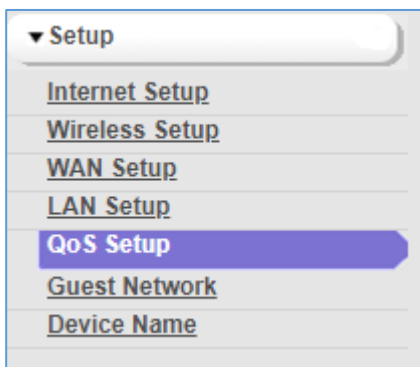 Setup
Internet Setup
Wireless Setup
WAN Setup
LAN Setup
QoS Setup
Guest Network
Device Name